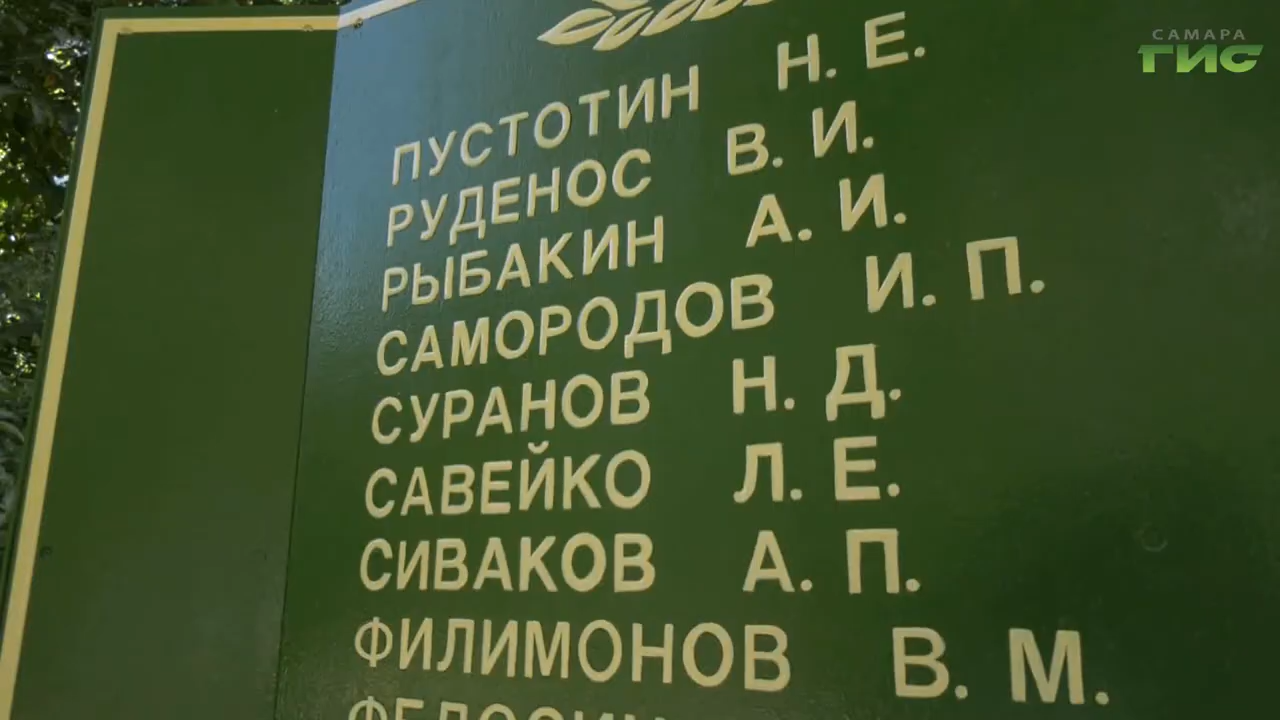 САМАРА
ГИС
ПУСТОТИН Н. Е.
РУДЕНОС В. И.
РЫБАКИН А. И.
САМОРОДОВ И. П.
СУРАНОВ Н. Д.
САВЕЙКО Л. Е.
СИВАКОВ А. П.
ФИЛИМОНОВ В. М.